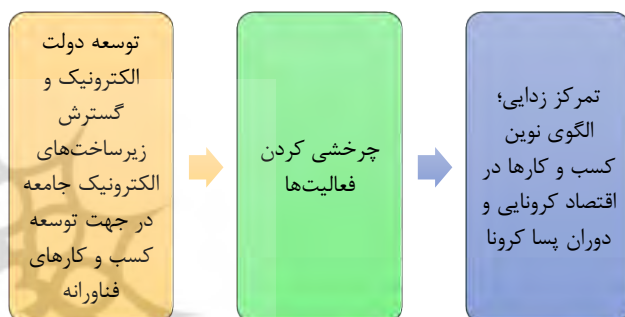 توسعه دولت
الکترونیک و
گسترش
زیرساخت‌های
الکترونیک جامعه
در جهت توسعه
کسب و کارهای
فناورانه
چرخشی کردن
فعالیت‌ها
تمرکز زدایی؛
الگوی نوین
کسب و کارها در
اقتصاد کرونایی و
دوران پسا کرونا